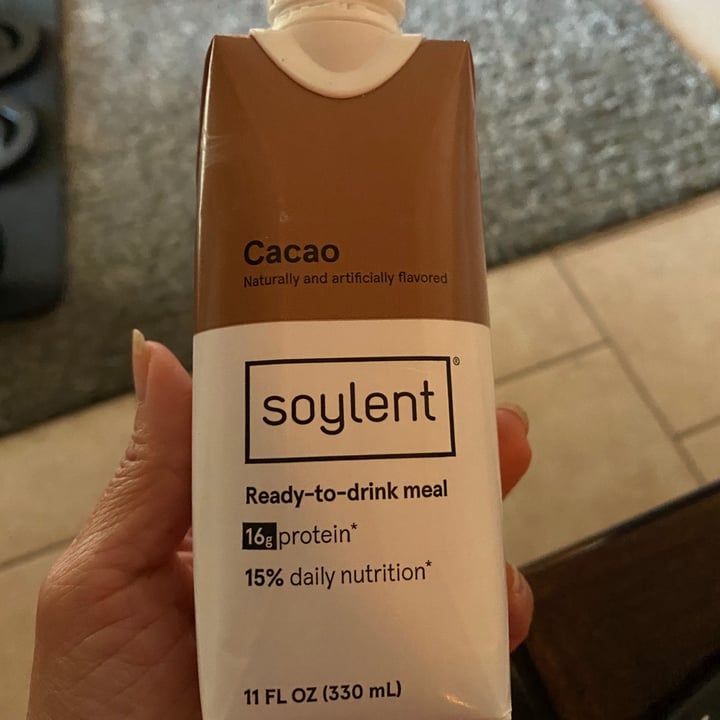 Cacao
Naturally and artificially flavored
soylent®
Ready-to-drink meal
16g protein*
15% daily nutrition*
11 FL OZ (330 mL)